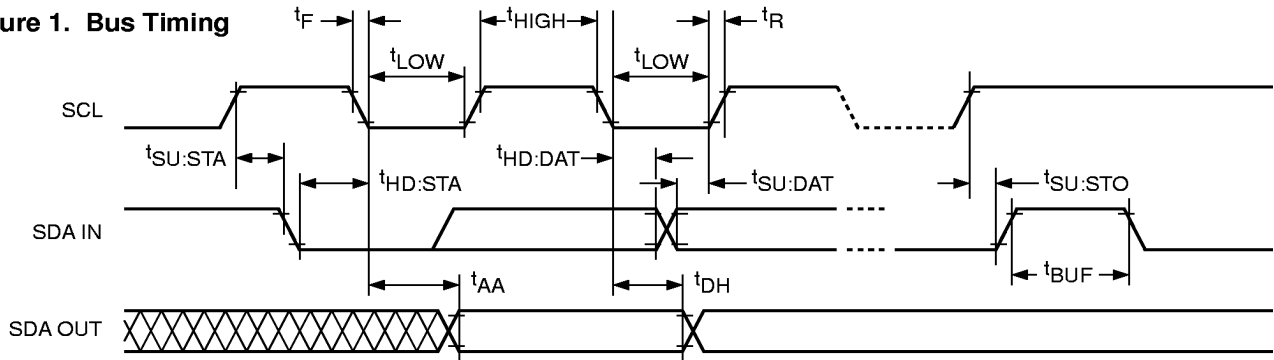 ure 1. Bus Timing
tF
tHIGH
tR
tLOW
tLOW
SCL
tSU:STA
tHD:STA
tHD:DAT
tSU:DAT
tSU:STO
SDA IN
tBUF
tAA
tDH
SDA OUT